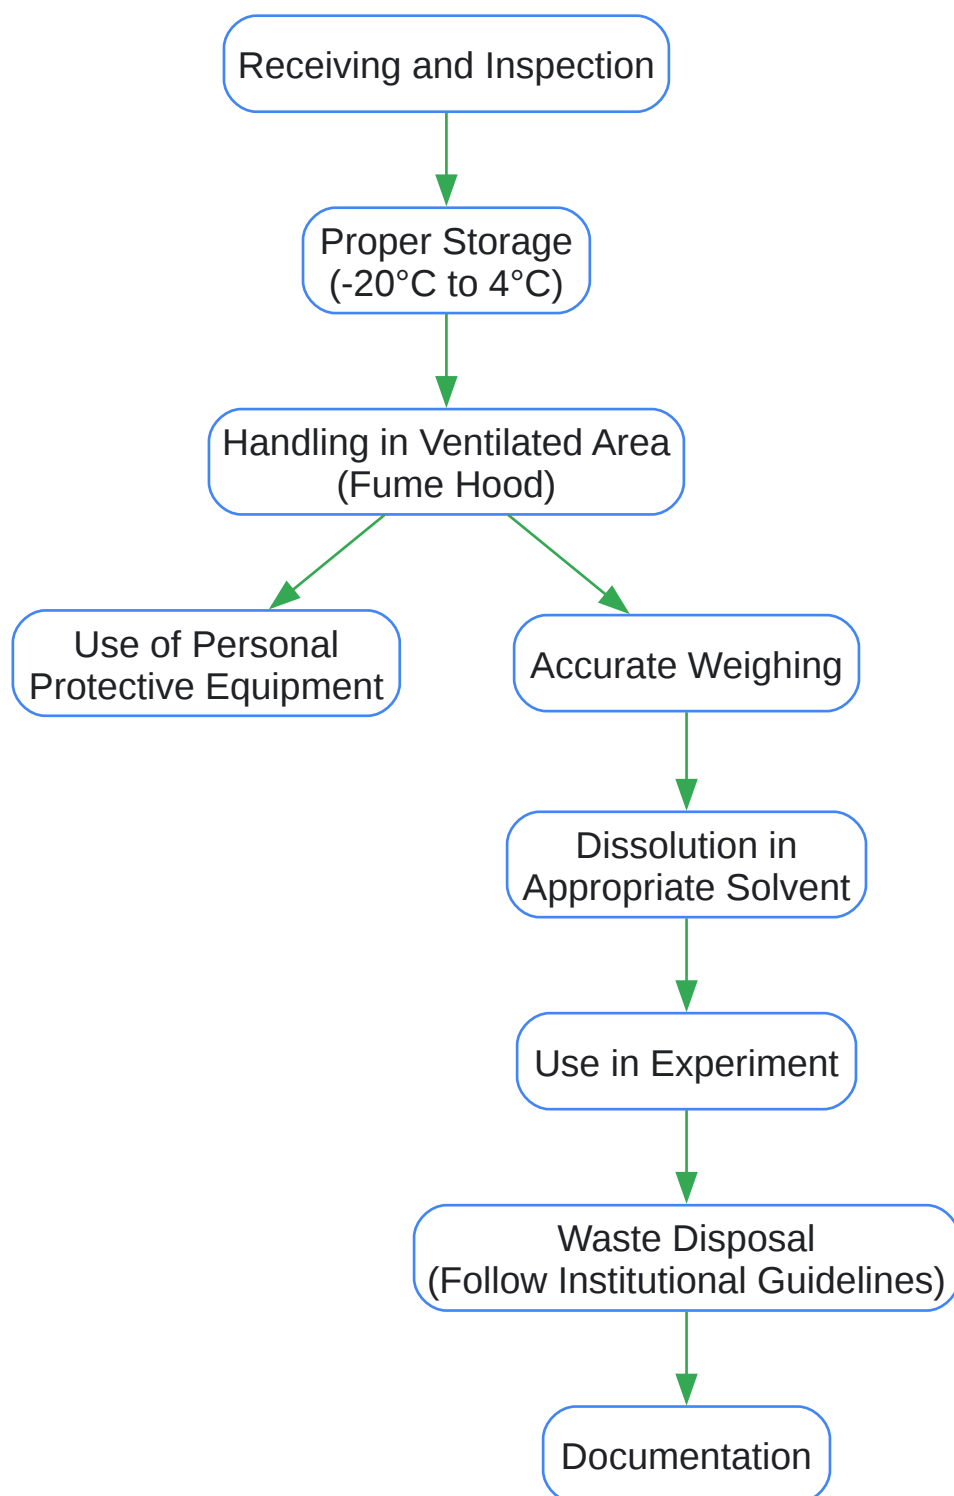 Receiving and Inspection
Proper Storage
(-20°C to 4°C)
Handling in Ventilated Area
(Fume Hood)
Use of Personal
Protective Equipment
Accurate Weighing
Dissolution in
Appropriate Solvent
Use in Experiment
Waste Disposal
(Follow Institutional Guidelines)
Documentation